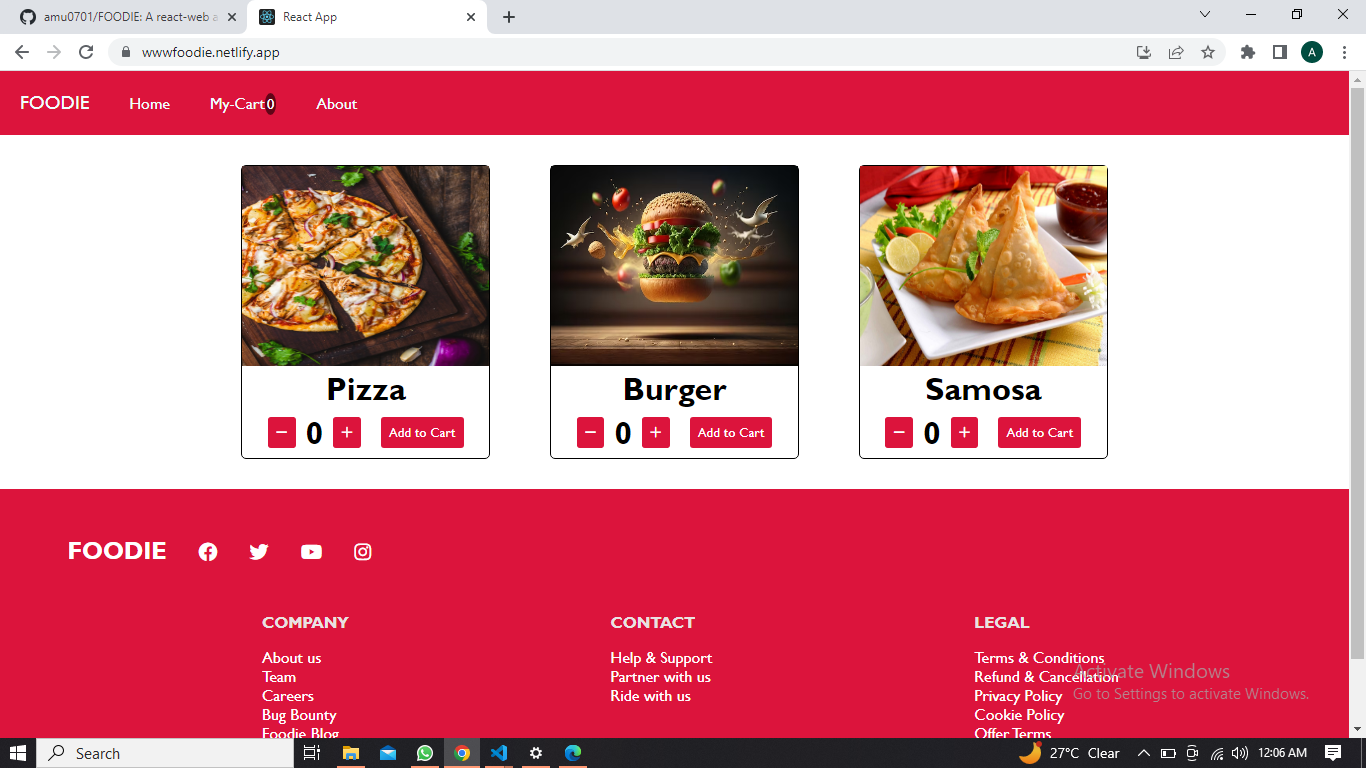 amu0701/FOODIE: A react-web a
React App
wwwfoodie.netlify.app
A
FOODIE Home My-Cart 0 About
Pizza
− 0 + Add to Cart
Burger
− 0 + Add to Cart
Samosa
− 0 + Add to Cart
FOODIE
COMPANY
About us
Team
Careers
Bug Bounty
Foodie Blog
CONTACT
Help & Support
Partner with us
Ride with us
LEGAL
Terms & Conditions
Refund & Cancellation
Privacy Policy
Cookie Policy
Offer Terms
Activate Windows
Go to Settings to activate Windows.
Search
27°C Clear
12:06 AM